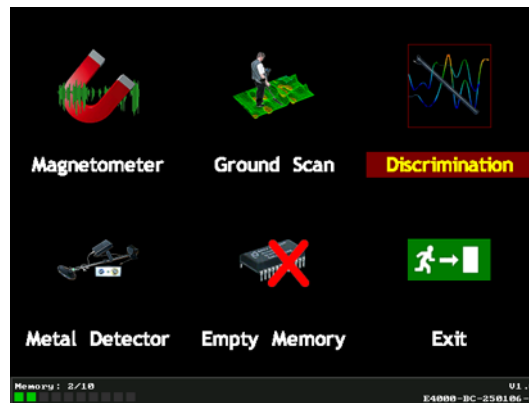 Magnetometer Ground Scan Discrimination
Metal Detector Empty Memory Exit
Memory: 2/10 V1.
E4000-BC-250106-